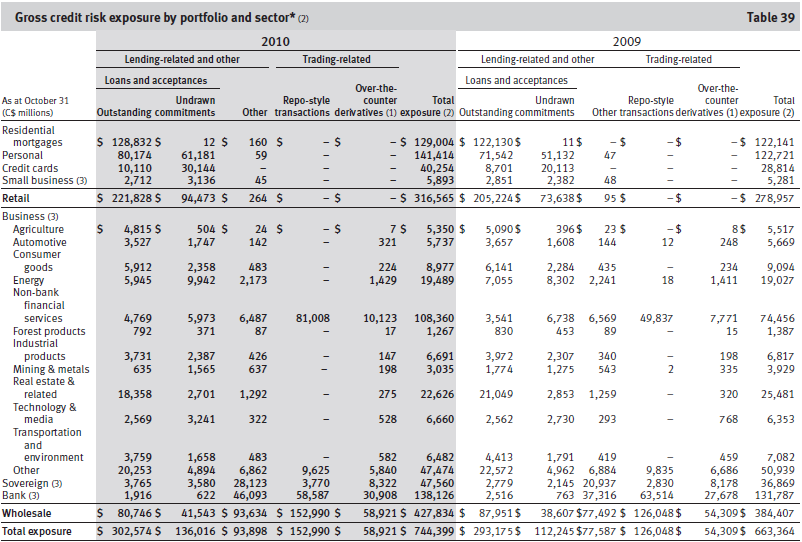 Gross credit risk exposure by portfolio and sector* (2) Table 39
2010 2009
Lending-related and other Trading-related Lending-related and other Trading-related
Loans and acceptances Loans and acceptances
Over-the- Over-the-
As at October 31 Undrawn Repo-style counter Total Undrawn Repo-style counter Total
(C$ millions) Outstanding commitments Other transactions derivatives (1) exposure (2) Outstanding commitments Other transactions derivatives (1) exposure (2)
Residential
mortgages $ 128,832 $ 12 $ 160 $ – $ – $ 129,004 $ 122,130 $ 11 $ – $ – $ – $ 122,141
Personal 80,174 61,181 59 – – 141,414 71,542 51,132 47 – – 122,721
Credit cards 10,110 30,144 – – – 40,254 8,701 20,113 – – – 28,814
Small business (3) 2,712 3,136 45 – – 5,893 2,851 2,382 48 – – 5,281
Retail $ 221,828 $ 94,473 $ 264 $ – $ – $ 316,565 $ 205,224 $ 73,638 $ 95 $ – $ – $ 278,957
Business (3)
Agriculture $ 4,815 $ 504 $ 24 $ – $ 7 $ 5,350 $ 5,090 $ 396 $ 23 $ – $ 8 $ 5,517
Automotive 3,527 1,747 142 – 321 5,737 3,657 1,608 144 12 248 5,669
Consumer
goods 5,912 2,358 483 – 224 8,977 6,141 2,284 435 – 234 9,094
Energy 5,945 9,942 2,173 – 1,429 19,489 7,055 8,302 2,241 18 1,411 19,027
Non-bank
financial
services 4,769 5,973 6,487 81,008 10,123 108,360 3,541 6,738 6,569 49,837 7,771 74,456
Forest products 792 371 87 – 17 1,267 830 453 89 – 15 1,387
Industrial
products 3,731 2,387 426 – 147 6,691 3,972 2,307 340 – 198 6,817
Mining & metals 635 1,565 637 – 198 3,035 1,774 1,275 543 2 335 3,929
Real estate &
related 18,358 2,701 1,292 – 275 22,626 21,049 2,853 1,259 – 320 25,481
Technology &
media 2,569 3,241 322 – 528 6,660 2,562 2,730 293 – 768 6,353
Transportation
and
environment 3,759 1,658 483 – 582 6,482 4,413 1,791 419 – 459 7,082
Other 20,253 4,894 6,862 9,625 5,840 47,474 22,572 4,962 6,884 9,835 6,686 50,939
Sovereign (3) 3,765 3,580 28,123 3,770 8,322 47,560 2,779 2,145 20,937 2,830 8,178 36,869
Bank (3) 1,916 622 46,093 58,587 30,908 138,126 2,516 763 37,316 63,514 27,678 131,787
Wholesale $ 80,746 $ 41,543 $ 93,634 $ 152,990 $ 58,921 $ 427,834 $ 87,951 $ 38,607 $77,492 $ 126,048 $ 54,309 $ 384,407
Total exposure $ 302,574 $ 136,016 $ 93,898 $ 152,990 $ 58,921 $ 744,399 $ 293,175 $ 112,245 $77,587 $ 126,048 $ 54,309 $ 663,364